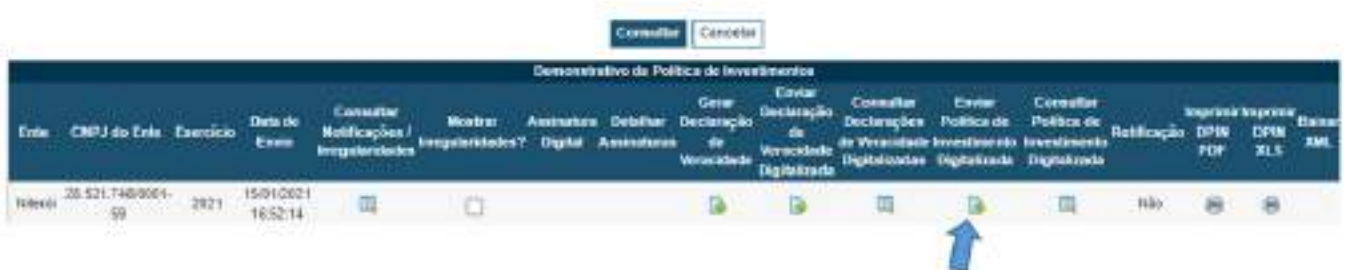 Consultar Cancelar
Demonstrativo da Política de Investimentos
Ente
CNPJ do Ente
Exercício
Data de
Envio
Consultar
Notificações /
Irregularidades
Mostrar
Irregularidades?
Assinatura
Digital
Detalhar
Assinaturas
Gerar
Declaração
de
Veracidade
Enviar
Declaração
de
Veracidade
Digitalizada
Consultar
Declarações
de Veracidade
Digitalizadas
Enviar
Política de
Investimento
Digitalizada
Consultar
Política de
Investimento
Digitalizada
Retificação
Imprimir
DPIN
PDF
Imprimir
DPIN
XLS
Baixar
XML
Niterói
28.521.748/0001-
59
2021
15/01/2021
16:52:14
Não